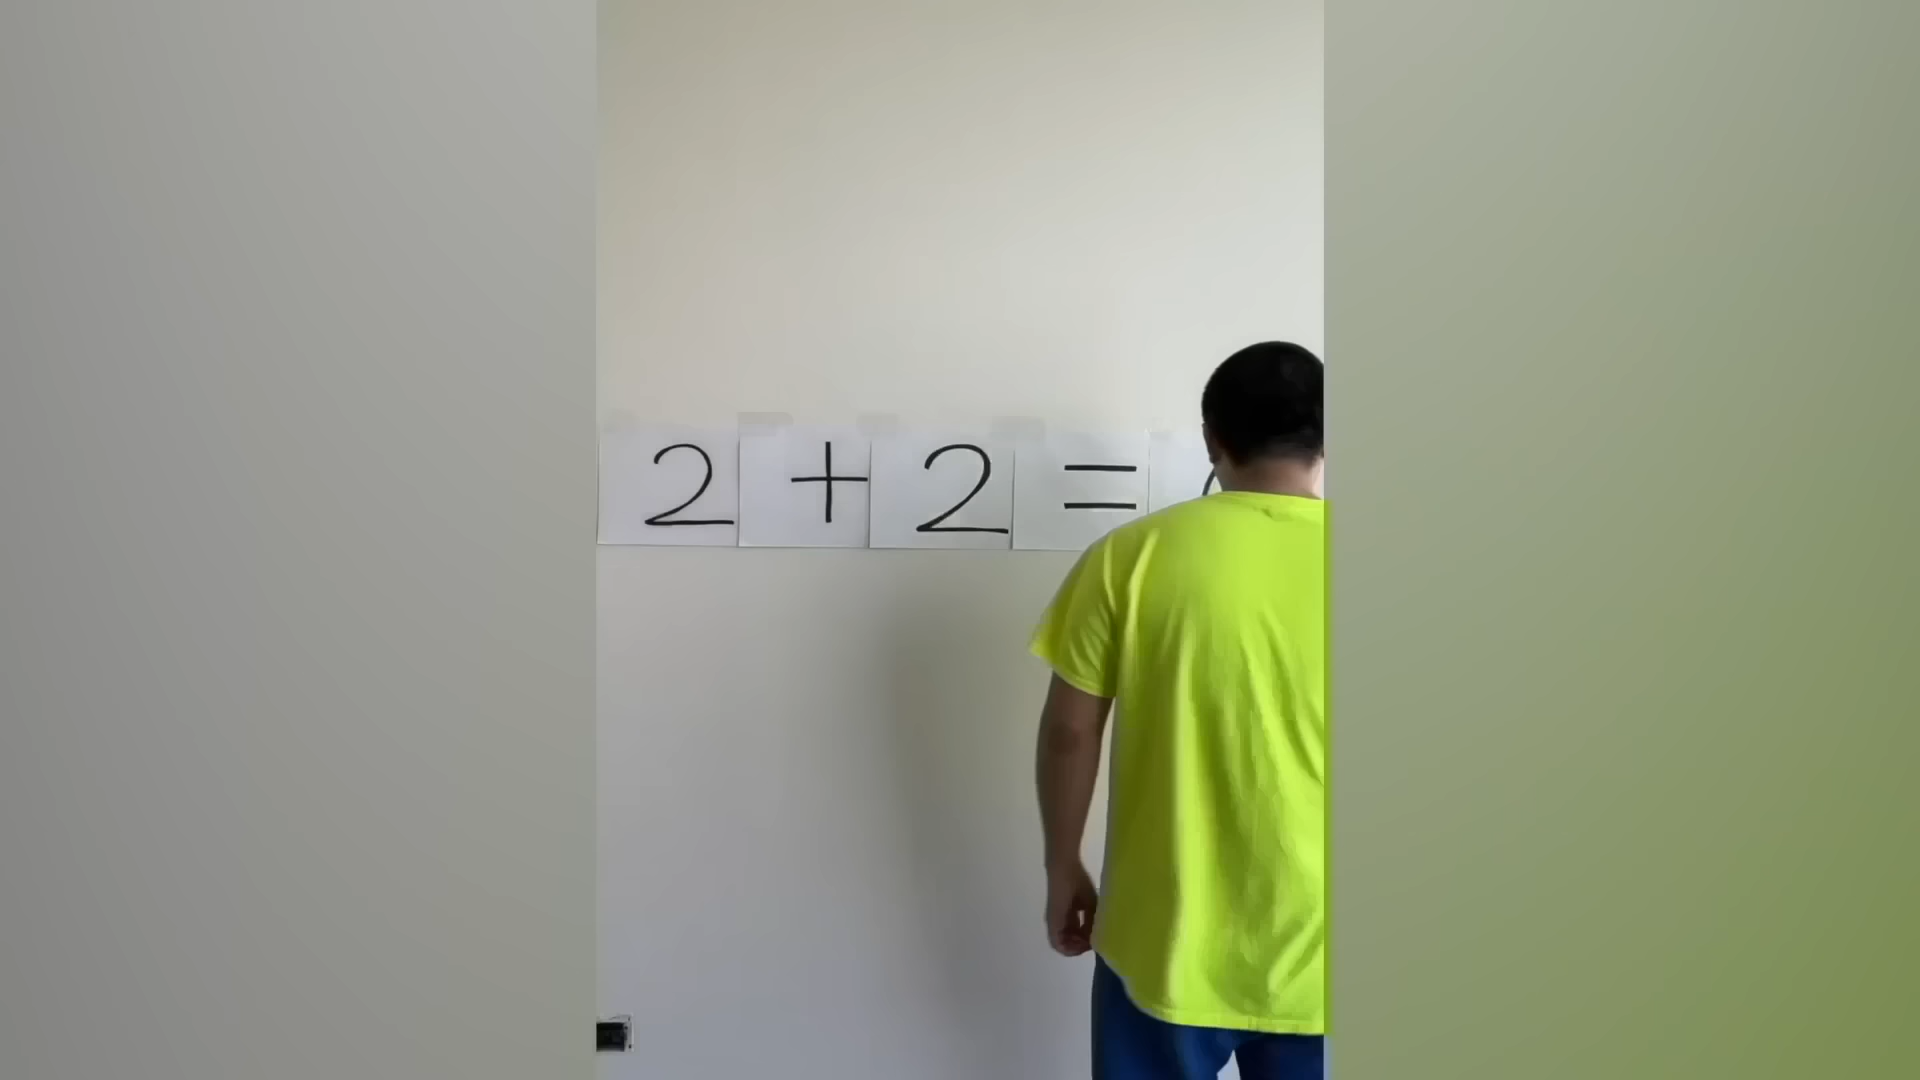 2 + 2 =